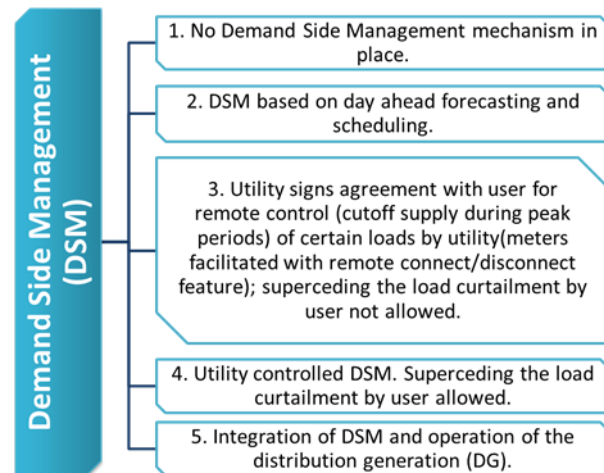 Demand Side Management
(DSM)
1. No Demand Side Management mechanism in
place.
2. DSM based on day ahead forecasting and
scheduling.
3. Utility signs agreement with user for
remote control (cutoff supply during peak
periods) of certain loads by utility(meters
facilitated with remote connect/disconnect
feature); superceding the load curtailment by
user not allowed.
4. Utility controlled DSM. Superceding the load
curtailment by user allowed.
5. Integration of DSM and operation of the
distribution generation (DG).